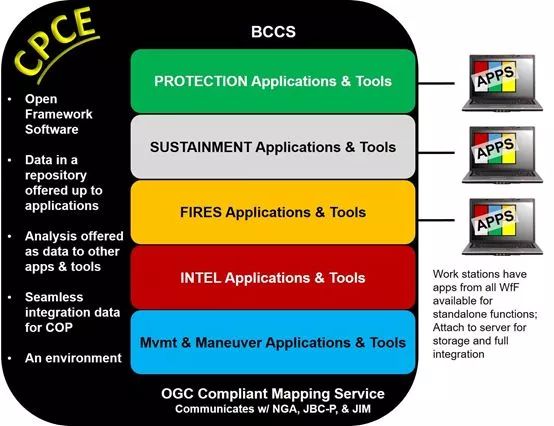 CPCE
BCCS
PROTECTION Applications & Tools
SUSTAINMENT Applications & Tools
FIRES Applications & Tools
INTEL Applications & Tools
Mvmt & Maneuver Applications & Tools
OGC Compliant Mapping Service
Communicates w/ NGA, JBC-P, & JIM
• Open
Framework
Software
• Data in a
repository
offered up to
applications
• Analysis offered
as data to other
apps & tools
• Seamless
integration data
for COP
• An environment
APPS
APPS
APPS
Work stations have
apps from all WfF
available for
standalone functions;
Attach to server for
storage and full
integration